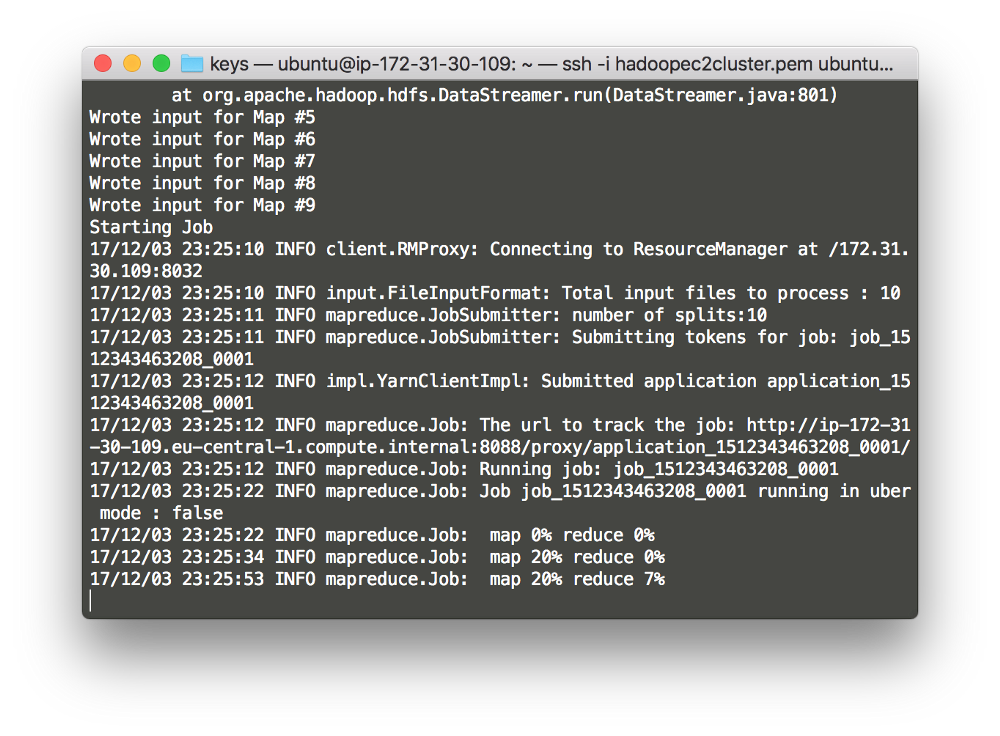 keys — ubuntu@ip-172-31-30-109: ~ — ssh -i hadoopec2cluster.pem ubuntu...
at org.apache.hadoop.hdfs.DataStreamer.run(DataStreamer.java:801)
Wrote input for Map #5
Wrote input for Map #6
Wrote input for Map #7
Wrote input for Map #8
Wrote input for Map #9
Starting Job
17/12/03 23:25:10 INFO client.RMProxy: Connecting to ResourceManager at /172.31.
30.109:8032
17/12/03 23:25:10 INFO input.FileInputFormat: Total input files to process : 10
17/12/03 23:25:11 INFO mapreduce.JobSubmitter: number of splits:10
17/12/03 23:25:11 INFO mapreduce.JobSubmitter: Submitting tokens for job: job_15
12343463208_0001
17/12/03 23:25:12 INFO impl.YarnClientImpl: Submitted application application_15
12343463208_0001
17/12/03 23:25:12 INFO mapreduce.Job: The url to track the job: http://ip-172-31
-30-109.eu-central-1.compute.internal:8088/proxy/application_1512343463208_0001/
17/12/03 23:25:12 INFO mapreduce.Job: Running job: job_1512343463208_0001
17/12/03 23:25:22 INFO mapreduce.Job: Job job_1512343463208_0001 running in uber
mode : false
17/12/03 23:25:22 INFO mapreduce.Job:  map 0% reduce 0%
17/12/03 23:25:34 INFO mapreduce.Job:  map 20% reduce 0%
17/12/03 23:25:53 INFO mapreduce.Job:  map 20% reduce 7%